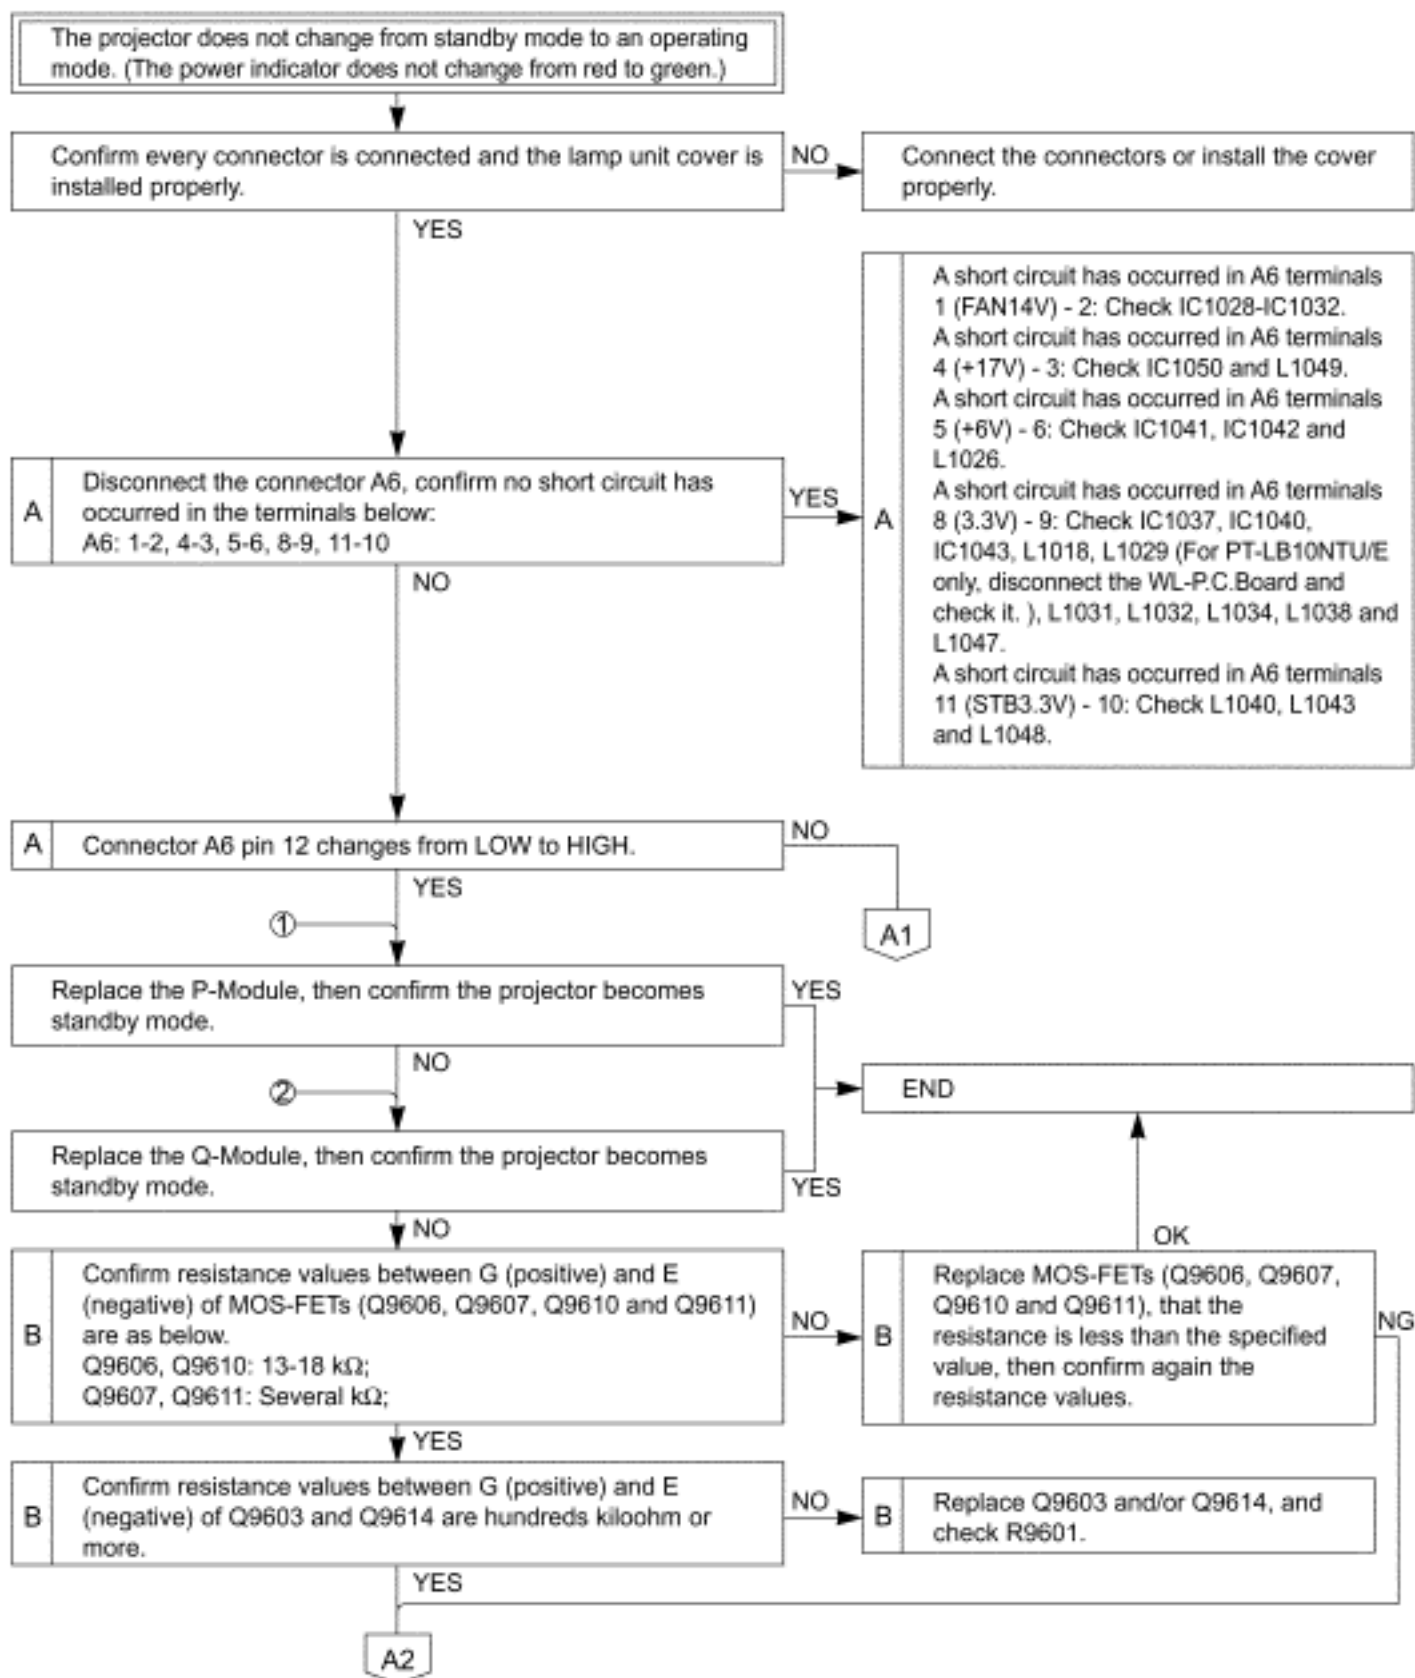 The projector does not change from standby mode to an operating
mode. (The power indicator does not change from red to green.)
Confirm every connector is connected and the lamp unit cover is
installed properly.
NO
Connect the connectors or install the cover
properly.
YES
A
Disconnect the connector A6, confirm no short circuit has
occurred in the terminals below:
A6: 1-2, 4-3, 5-6, 8-9, 11-10
YES
A
A short circuit has occurred in A6 terminals
1 (FAN14V) - 2: Check IC1028-IC1032.
A short circuit has occurred in A6 terminals
4 (+17V) - 3: Check IC1050 and L1049.
A short circuit has occurred in A6 terminals
5 (+6V) - 6: Check IC1041, IC1042 and
L1026.
A short circuit has occurred in A6 terminals
8 (3.3V) - 9: Check IC1037, IC1040,
IC1043, L1018, L1029 (For PT-LB10NTU/E
only, disconnect the WL-P.C.Board and
check it. ), L1031, L1032, L1034, L1038 and
L1047.
A short circuit has occurred in A6 terminals
11 (STB3.3V) - 10: Check L1040, L1043
and L1048.
NO
A
Connector A6 pin 12 changes from LOW to HIGH.
NO
A1
YES
①
Replace the P-Module, then confirm the projector becomes
standby mode.
YES
NO
②
END
Replace the Q-Module, then confirm the projector becomes
standby mode.
YES
NO
B
Confirm resistance values between G (positive) and E
(negative) of MOS-FETs (Q9606, Q9607, Q9610 and Q9611)
are as below.
Q9606, Q9610: 13-18 kΩ;
Q9607, Q9611: Several kΩ;
NO
OK
B
Replace MOS-FETs (Q9606, Q9607,
Q9610 and Q9611), that the
resistance is less than the specified
value, then confirm again the
resistance values.
NG
YES
B
Confirm resistance values between G (positive) and E
(negative) of Q9603 and Q9614 are hundreds kiloohm or
more.
NO
B
Replace Q9603 and/or Q9614, and
check R9601.
YES
A2